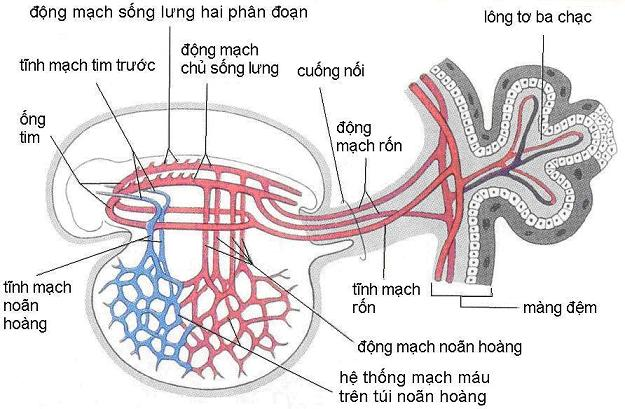 động mạch sống lưng hai phân đoạn
lông tơ ba chạc
động mạch
chủ sống lưng
tĩnh mạch tim trước
cuống nối
ống
tim
động
mạch rốn
tĩnh mạch
noãn
hoàng
tĩnh mạch
rốn
màng đệm
động mạch noãn hoàng
hệ thống mạch máu
trên túi noãn hoàng